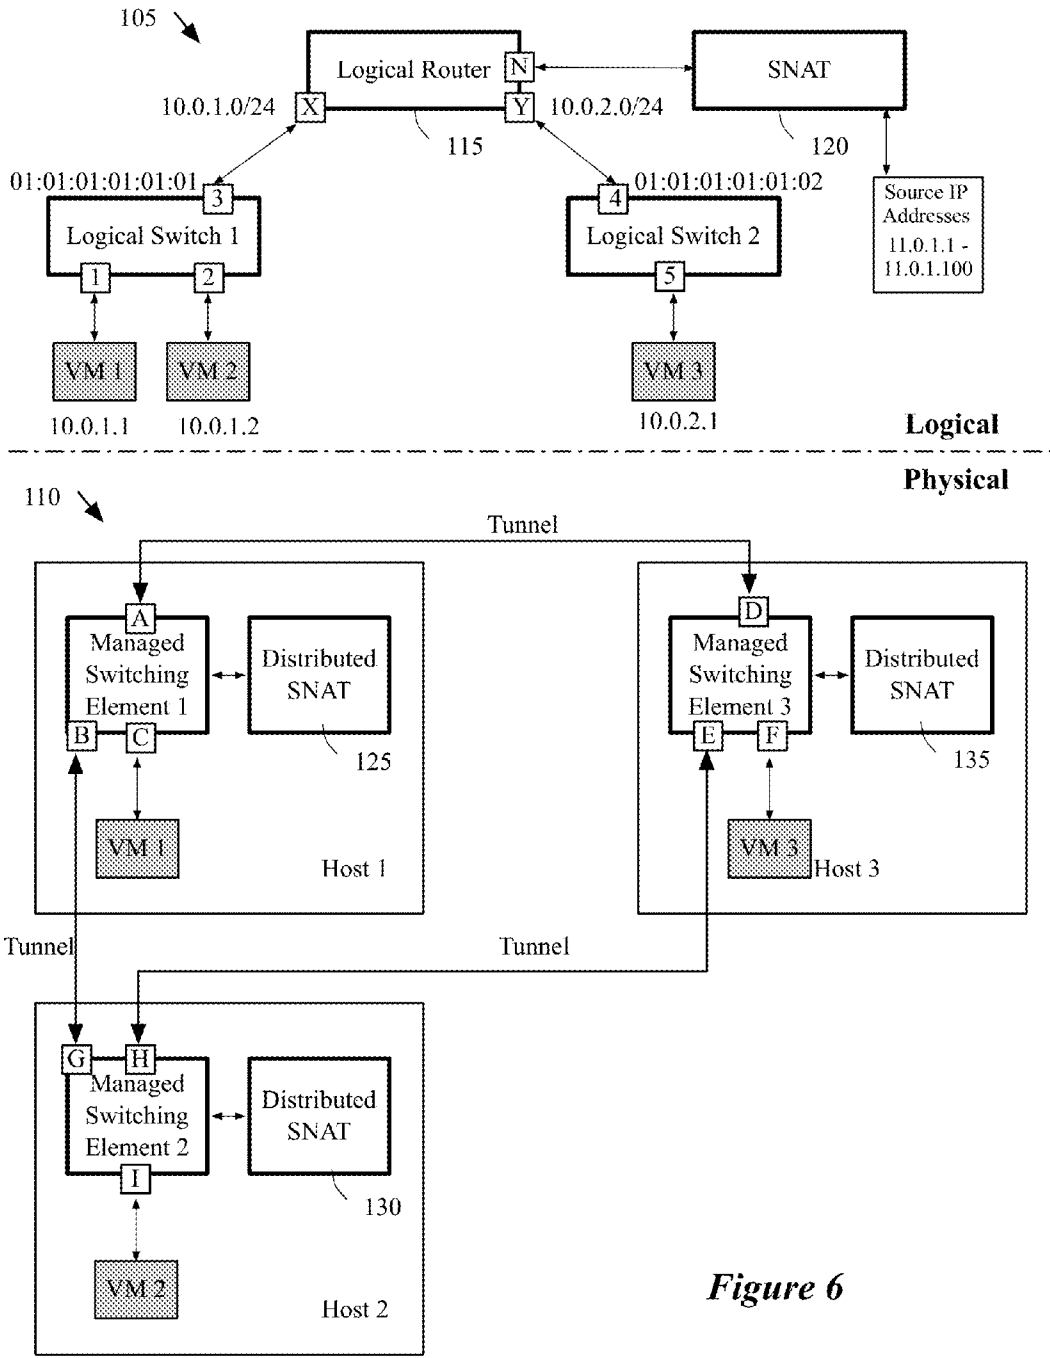 105
Logical Router
N
SNAT
10.0.1.0/24
X
Y
10.0.2.0/24
115
120
01:01:01:01:01:01
3
4
01:01:01:01:01:02
Source IP
Addresses
11.0.1.1 -
11.0.1.100
Logical Switch 1
Logical Switch 2
1
2
5
VM 1
VM 2
VM 3
10.0.1.1
10.0.1.2
10.0.2.1
Logical
Physical
110
Tunnel
A
Managed
Switching
Element 1
Distributed
SNAT
B
C
125
VM 1
Host 1
D
Managed
Switching
Element 3
Distributed
SNAT
E
F
135
VM 3
Host 3
Tunnel
Tunnel
G
H
Managed
Switching
Element 2
Distributed
SNAT
I
130
VM 2
Host 2
Figure 6